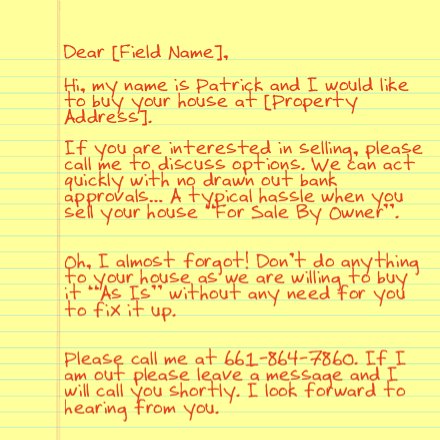 Dear [Field Name],
Hi, my name is Patrick and I would like
to buy your house at [Property
Address].
If you are interested in selling, please
call me to discuss options. We can act
quickly with no drawn out bank
approvals... A typical hassle when you
sell your house "For Sale By Owner".
Oh, I almost forgot! Don't do anything
to your house as we are willing to buy
it "As Is" without any need for you
to fix it up.
Please call me at 661-864-7860. If I
am out please leave a message and I
will call you shortly. I look forward to
hearing from you.